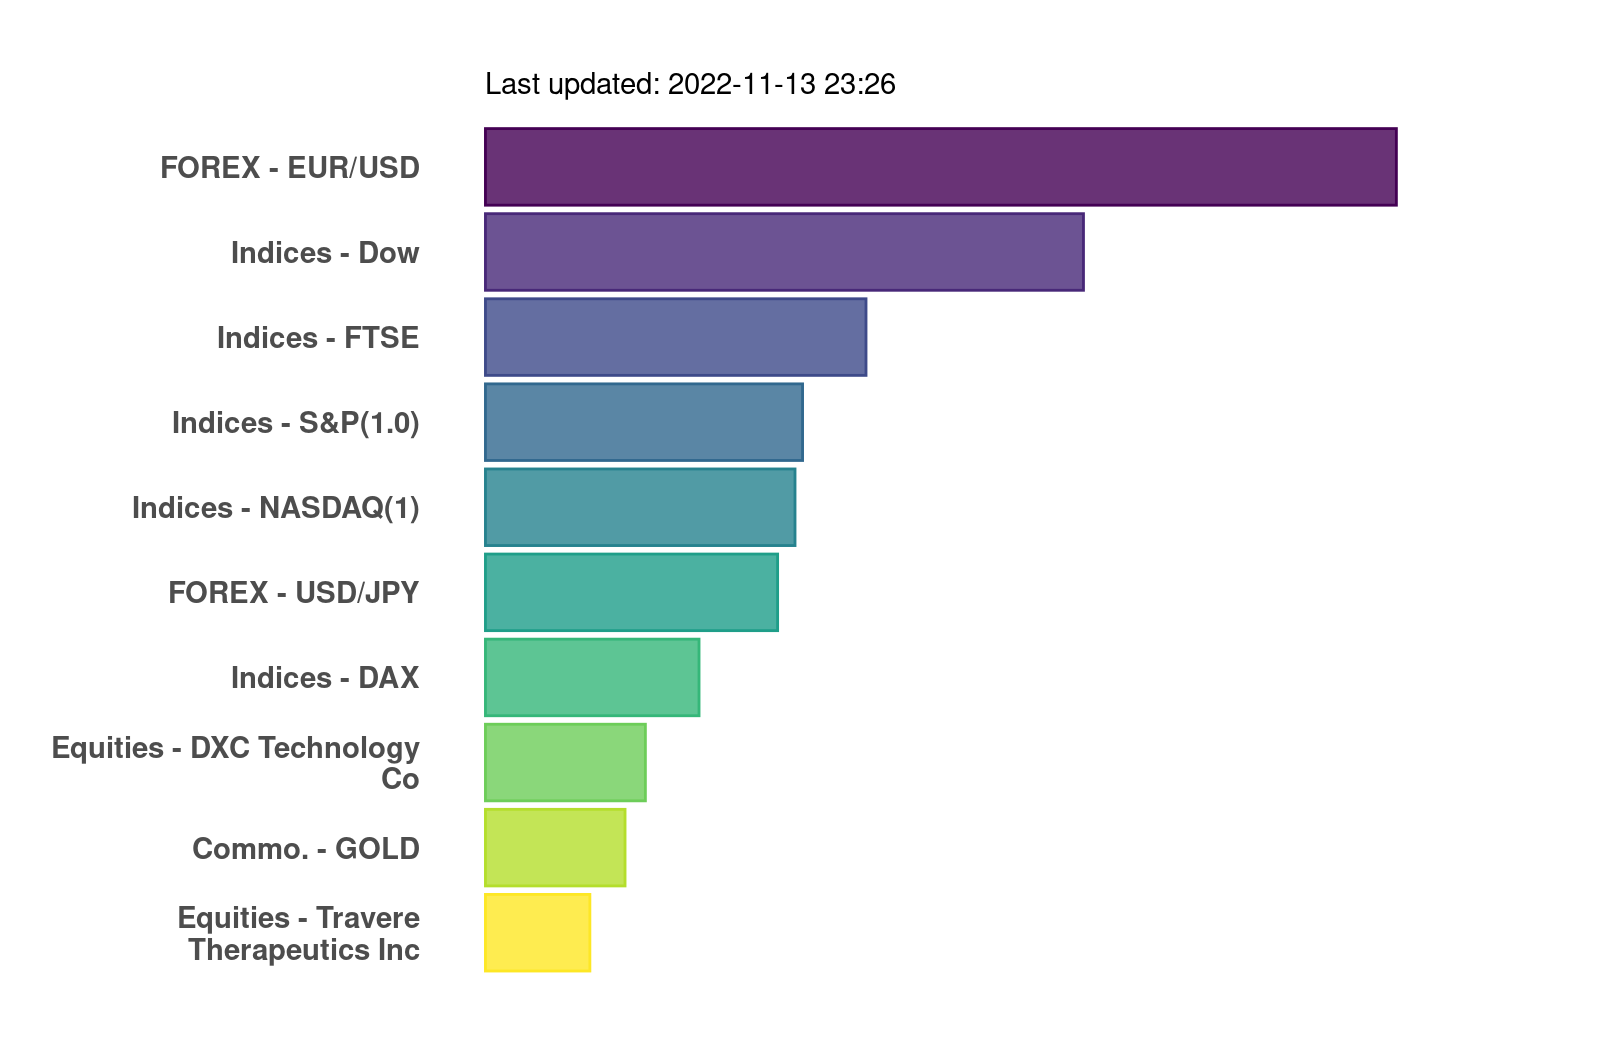 Last updated: 2022-11-13 23:26
FOREX - EUR/USD
Indices - Dow
Indices - FTSE
Indices - S&P(1.0)
Indices - NASDAQ(1)
FOREX - USD/JPY
Indices - DAX
Equities - DXC Technology
Co
Commo. - GOLD
Equities - Travere
Therapeutics Inc